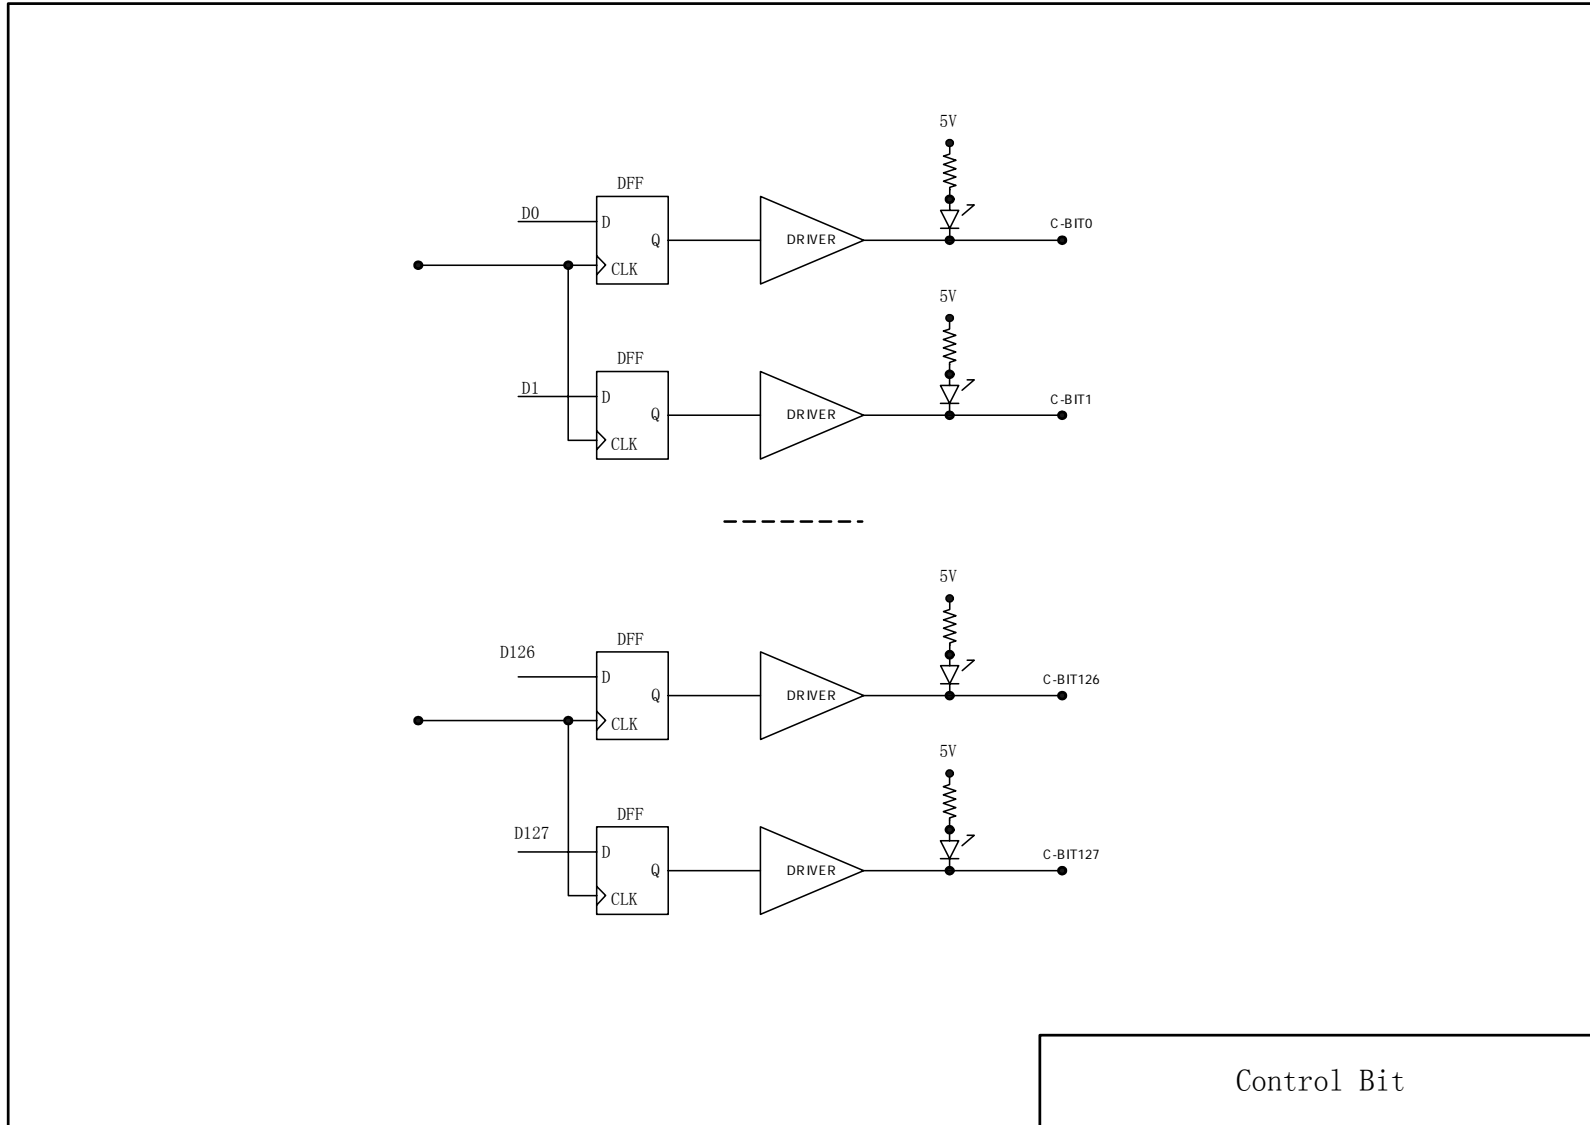 5V
DFF
D0
D
Q
DRIVER
C-BIT0
CLK
5V
DFF
D1
D
Q
DRIVER
C-BIT1
CLK
5V
DFF
D126
D
Q
DRIVER
C-BIT126
CLK
5V
DFF
D127
D
Q
DRIVER
C-BIT127
CLK
Control Bit